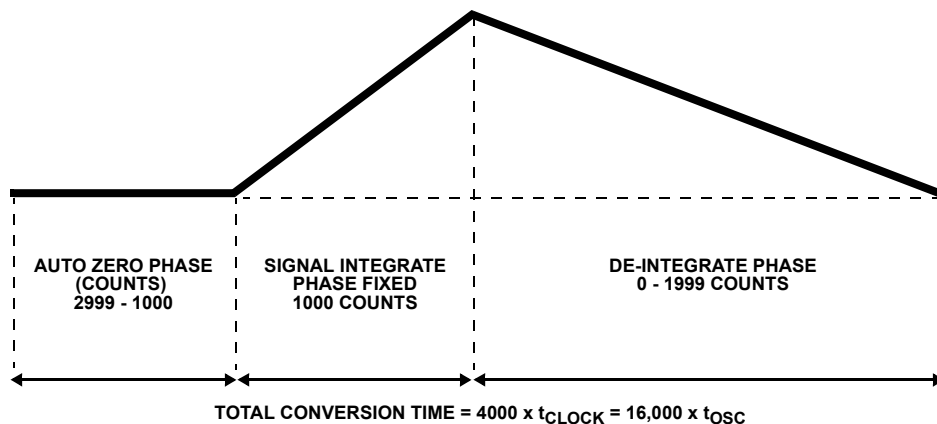 AUTO ZERO PHASE
(COUNTS)
2999 - 1000
SIGNAL INTEGRATE
PHASE FIXED
1000 COUNTS
DE-INTEGRATE PHASE
0 - 1999 COUNTS
TOTAL CONVERSION TIME = 4000 x tCLOCK = 16,000 x tOSC